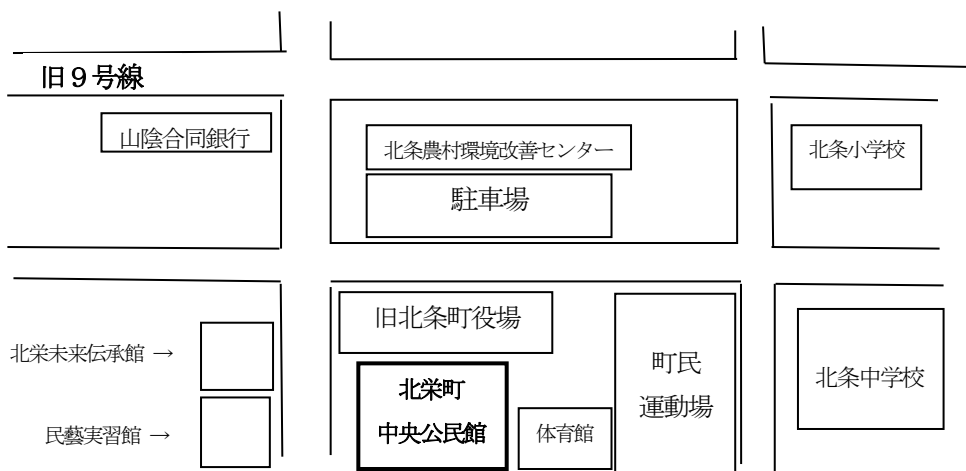 旧9号線
山陰合同銀行
北条農村環境改善センター
北条小学校
駐車場
旧北条町役場
北栄未来伝承館 →
民藝実習館 →
北栄町
中央公民館
体育館
町民
運動場
北条中学校